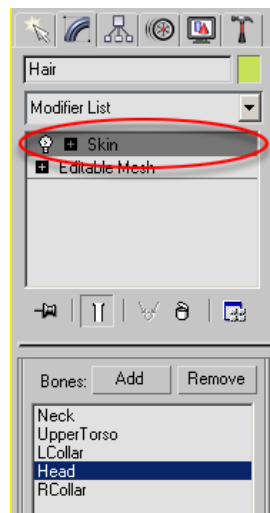 Hair
Modifier List
Skin
Editable Mesh
Bones: Add Remove
Neck
UpperTorso
LCollar
Head
RCollar